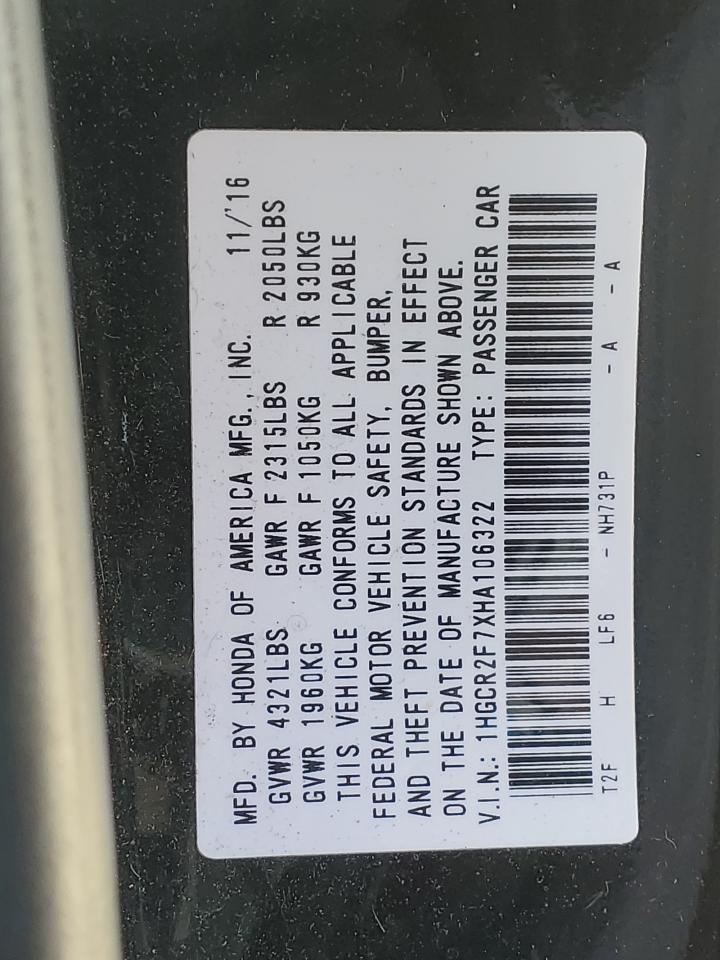 MFD. BY HONDA OF AMERICA MFG., INC. 11/'16
GVWR 4321LBS GAWR F 2315LBS R 2050LBS
GVWR 1960KG GAWR F 1050KG R 930KG
THIS VEHICLE CONFORMS TO ALL APPLICABLE
FEDERAL MOTOR VEHICLE SAFETY, BUMPER,
AND THEFT PREVENTION STANDARDS IN EFFECT
ON THE DATE OF MANUFACTURE SHOWN ABOVE.
V.I.N.: 1HGCR2F7XHA106322 TYPE: PASSENGER CAR
T2F H LF6 - NH731P - A - A